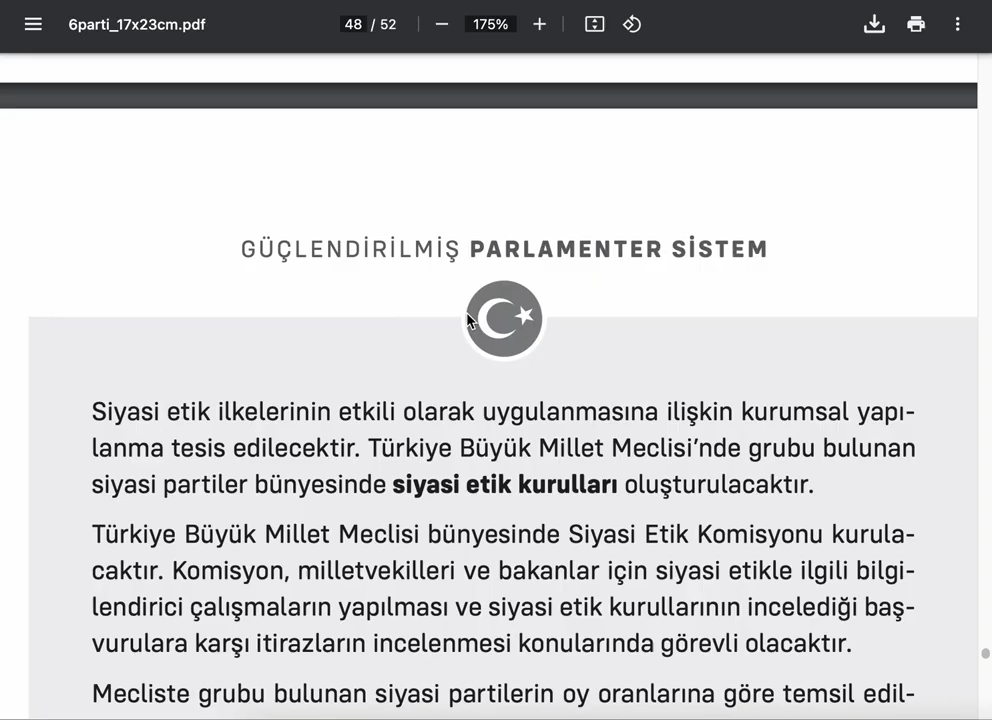 6parti_17x23cm.pdf 48 / 52 175%
GÜÇLENDİRİLMİŞ PARLAMENTER SİSTEM
Siyasi etik ilkelerinin etkili olarak uygulanmasına ilişkin kurumsal yapı-
lanma tesis edilecektir. Türkiye Büyük Millet Meclisi’nde grubu bulunan
siyasi partiler bünyesinde siyasi etik kurulları oluşturulacaktır.
Türkiye Büyük Millet Meclisi bünyesinde Siyasi Etik Komisyonu kurula-
caktır. Komisyon, milletvekilleri ve bakanlar için siyasi etikle ilgili bilgi-
lendirici çalışmaların yapılması ve siyasi etik kurullarının incelediği baş-
vurulara karşı itirazların incelenmesi konularında görevli olacaktır.
Mecliste grubu bulunan siyasi partilerin oy oranlarına göre temsil edil-